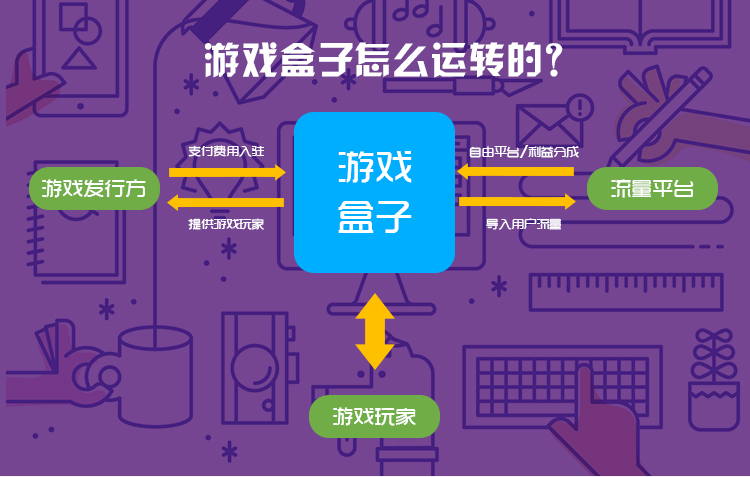 游戏盒子怎么运转的?
支付费用入驻
自由平台/利益分成
游戏
盒子
游戏发行方
流量平台
提供游戏玩家
导入用户流量
游戏玩家